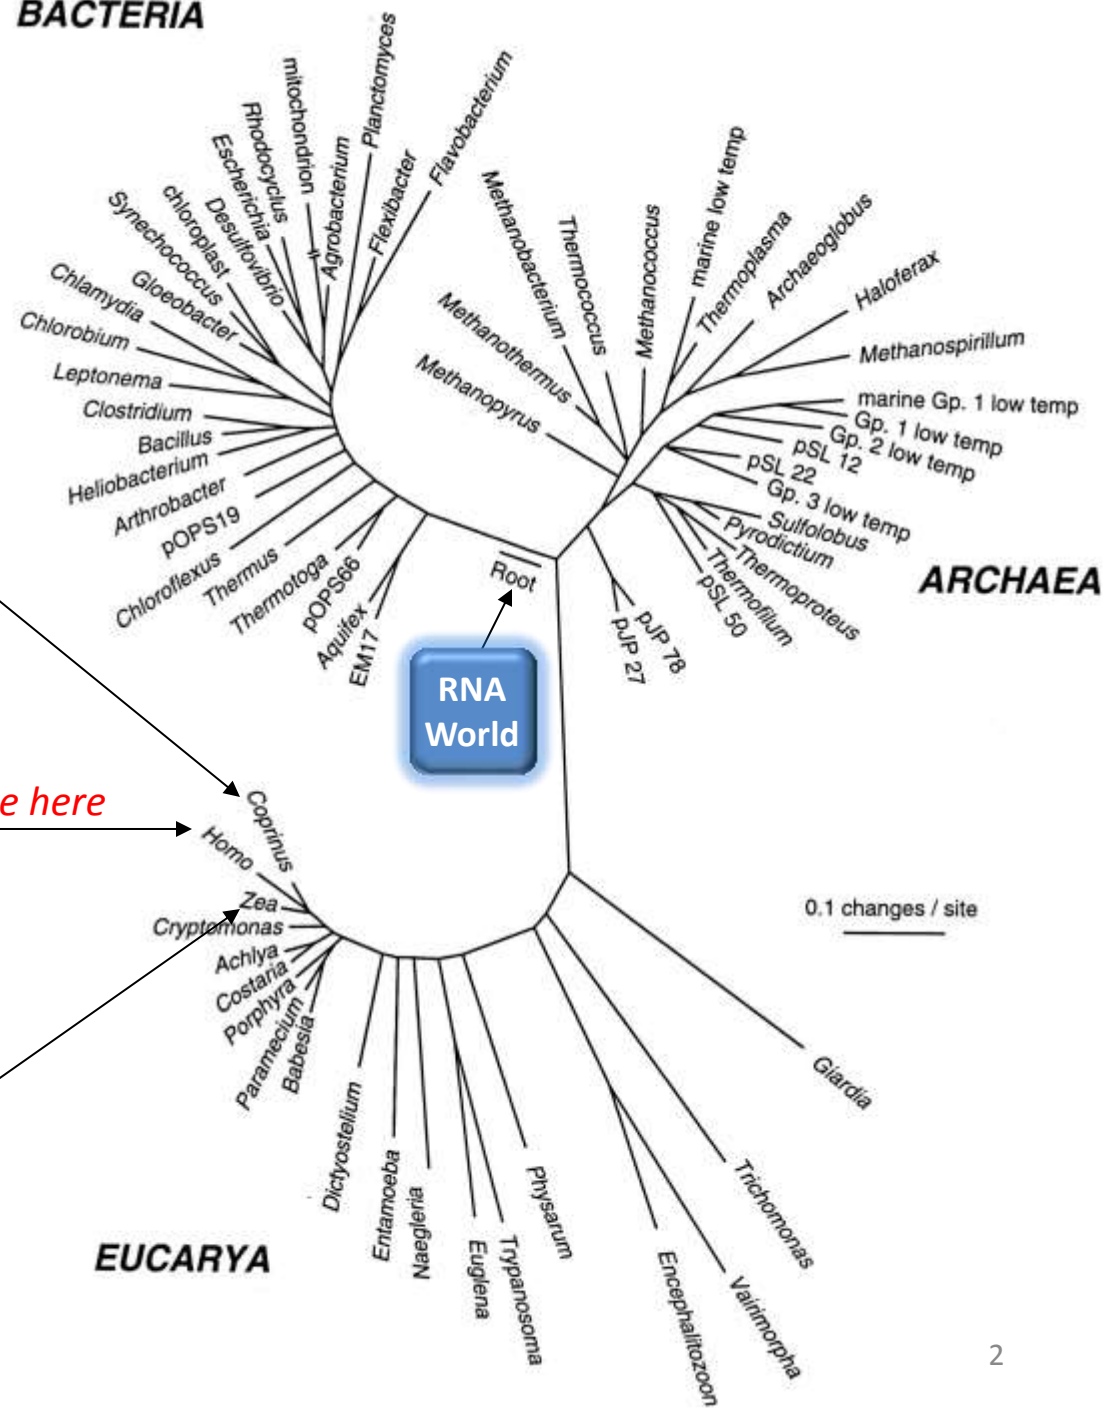 BACTERIA
Planctomyces
Flavobacterium
mitochondrion
Rhodocyclus
Escherichia
Agrobacterium
Flexibacter
chloroplast
Desulfovibrio
Synechococcus
Gloeobacter
Chlamydia
Chlorobium
Leptonema
Clostridium
Bacillus
Heliobacterium
Arthrobacter
pOPS19
Chloroflexus
Thermus
Thermotoga
pOPS66
Aquifex
EM17
Root
RNA
World
Methanobacterium
Thermococcus
Methanothermus
Methanopyrus
Methanococcus
marine low temp
Thermoplasma
Archaeoglobus
Haloferax
Methanospirillum
marine Gp. 1 low temp
Gp. 1 low temp
Gp. 2 low temp
pSL 12
pSL 22
Gp. 3 low temp
Sulfolobus
Pyrodictium
Thermoproteus
Thermofilum
pSL 50
pJP 78
pJP 27
ARCHAEA
e here
Coprinus
Homo
Zea
Cryptomonas
Achlya
Costaria
Porphyra
Paramecium
Babesia
Dictyostelium
Entamoeba
Naegleria
Euglena
Trypanosoma
Physarum
Encephalitozoon
Vairimorpha
Trichomonas
Giardia
0.1 changes / site
EUCARYA
2